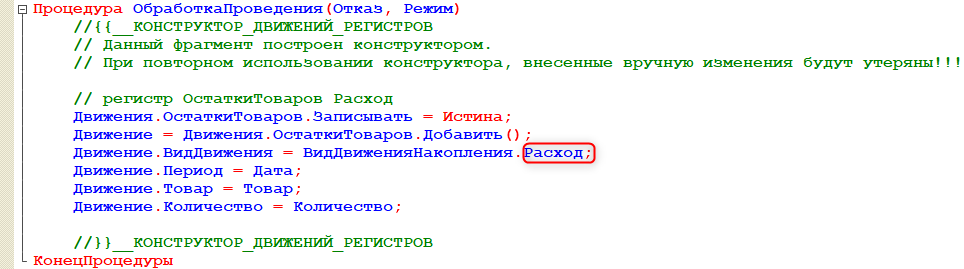 Процедура ОбработкаПроведения(Отказ, Режим)
//{{__КОНСТРУКТОР_ДВИЖЕНИЙ_РЕГИСТРОВ
// Данный фрагмент построен конструктором.
// При повторном использовании конструктора, внесенные вручную изменения будут утеряны!!!
// регистр ОстаткиТоваров Расход
Движения.ОстаткиТоваров.Записывать = Истина;
Движение = Движения.ОстаткиТоваров.Добавить();
Движение.ВидДвижения = ВидДвиженияНакопления.Расход;
Движение.Период = Дата;
Движение.Товар = Товар;
Движение.Количество = Количество;
//}}__КОНСТРУКТОР_ДВИЖЕНИЙ_РЕГИСТРОВ
КонецПроцедуры